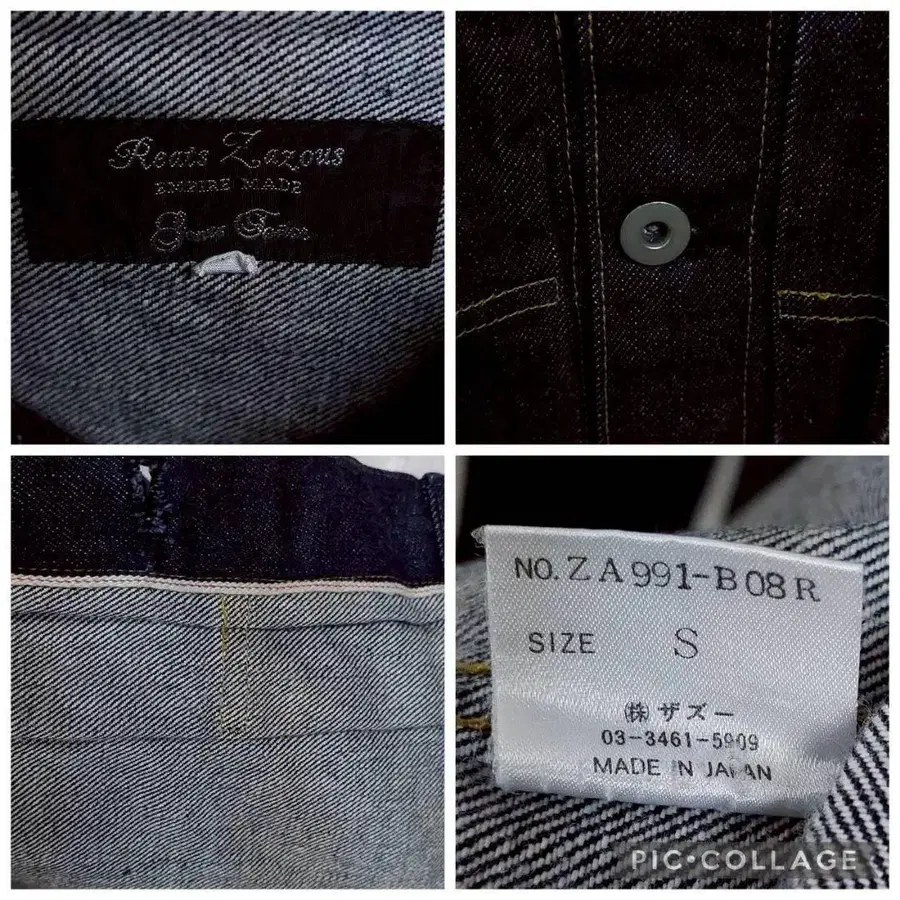 Roats Zazous
EMPIRE MADE
NO. ZA991-B08R
SIZE S
㈱ ザズー
03-3461-5909
MADE IN JAPAN
PIC•COLLAGE